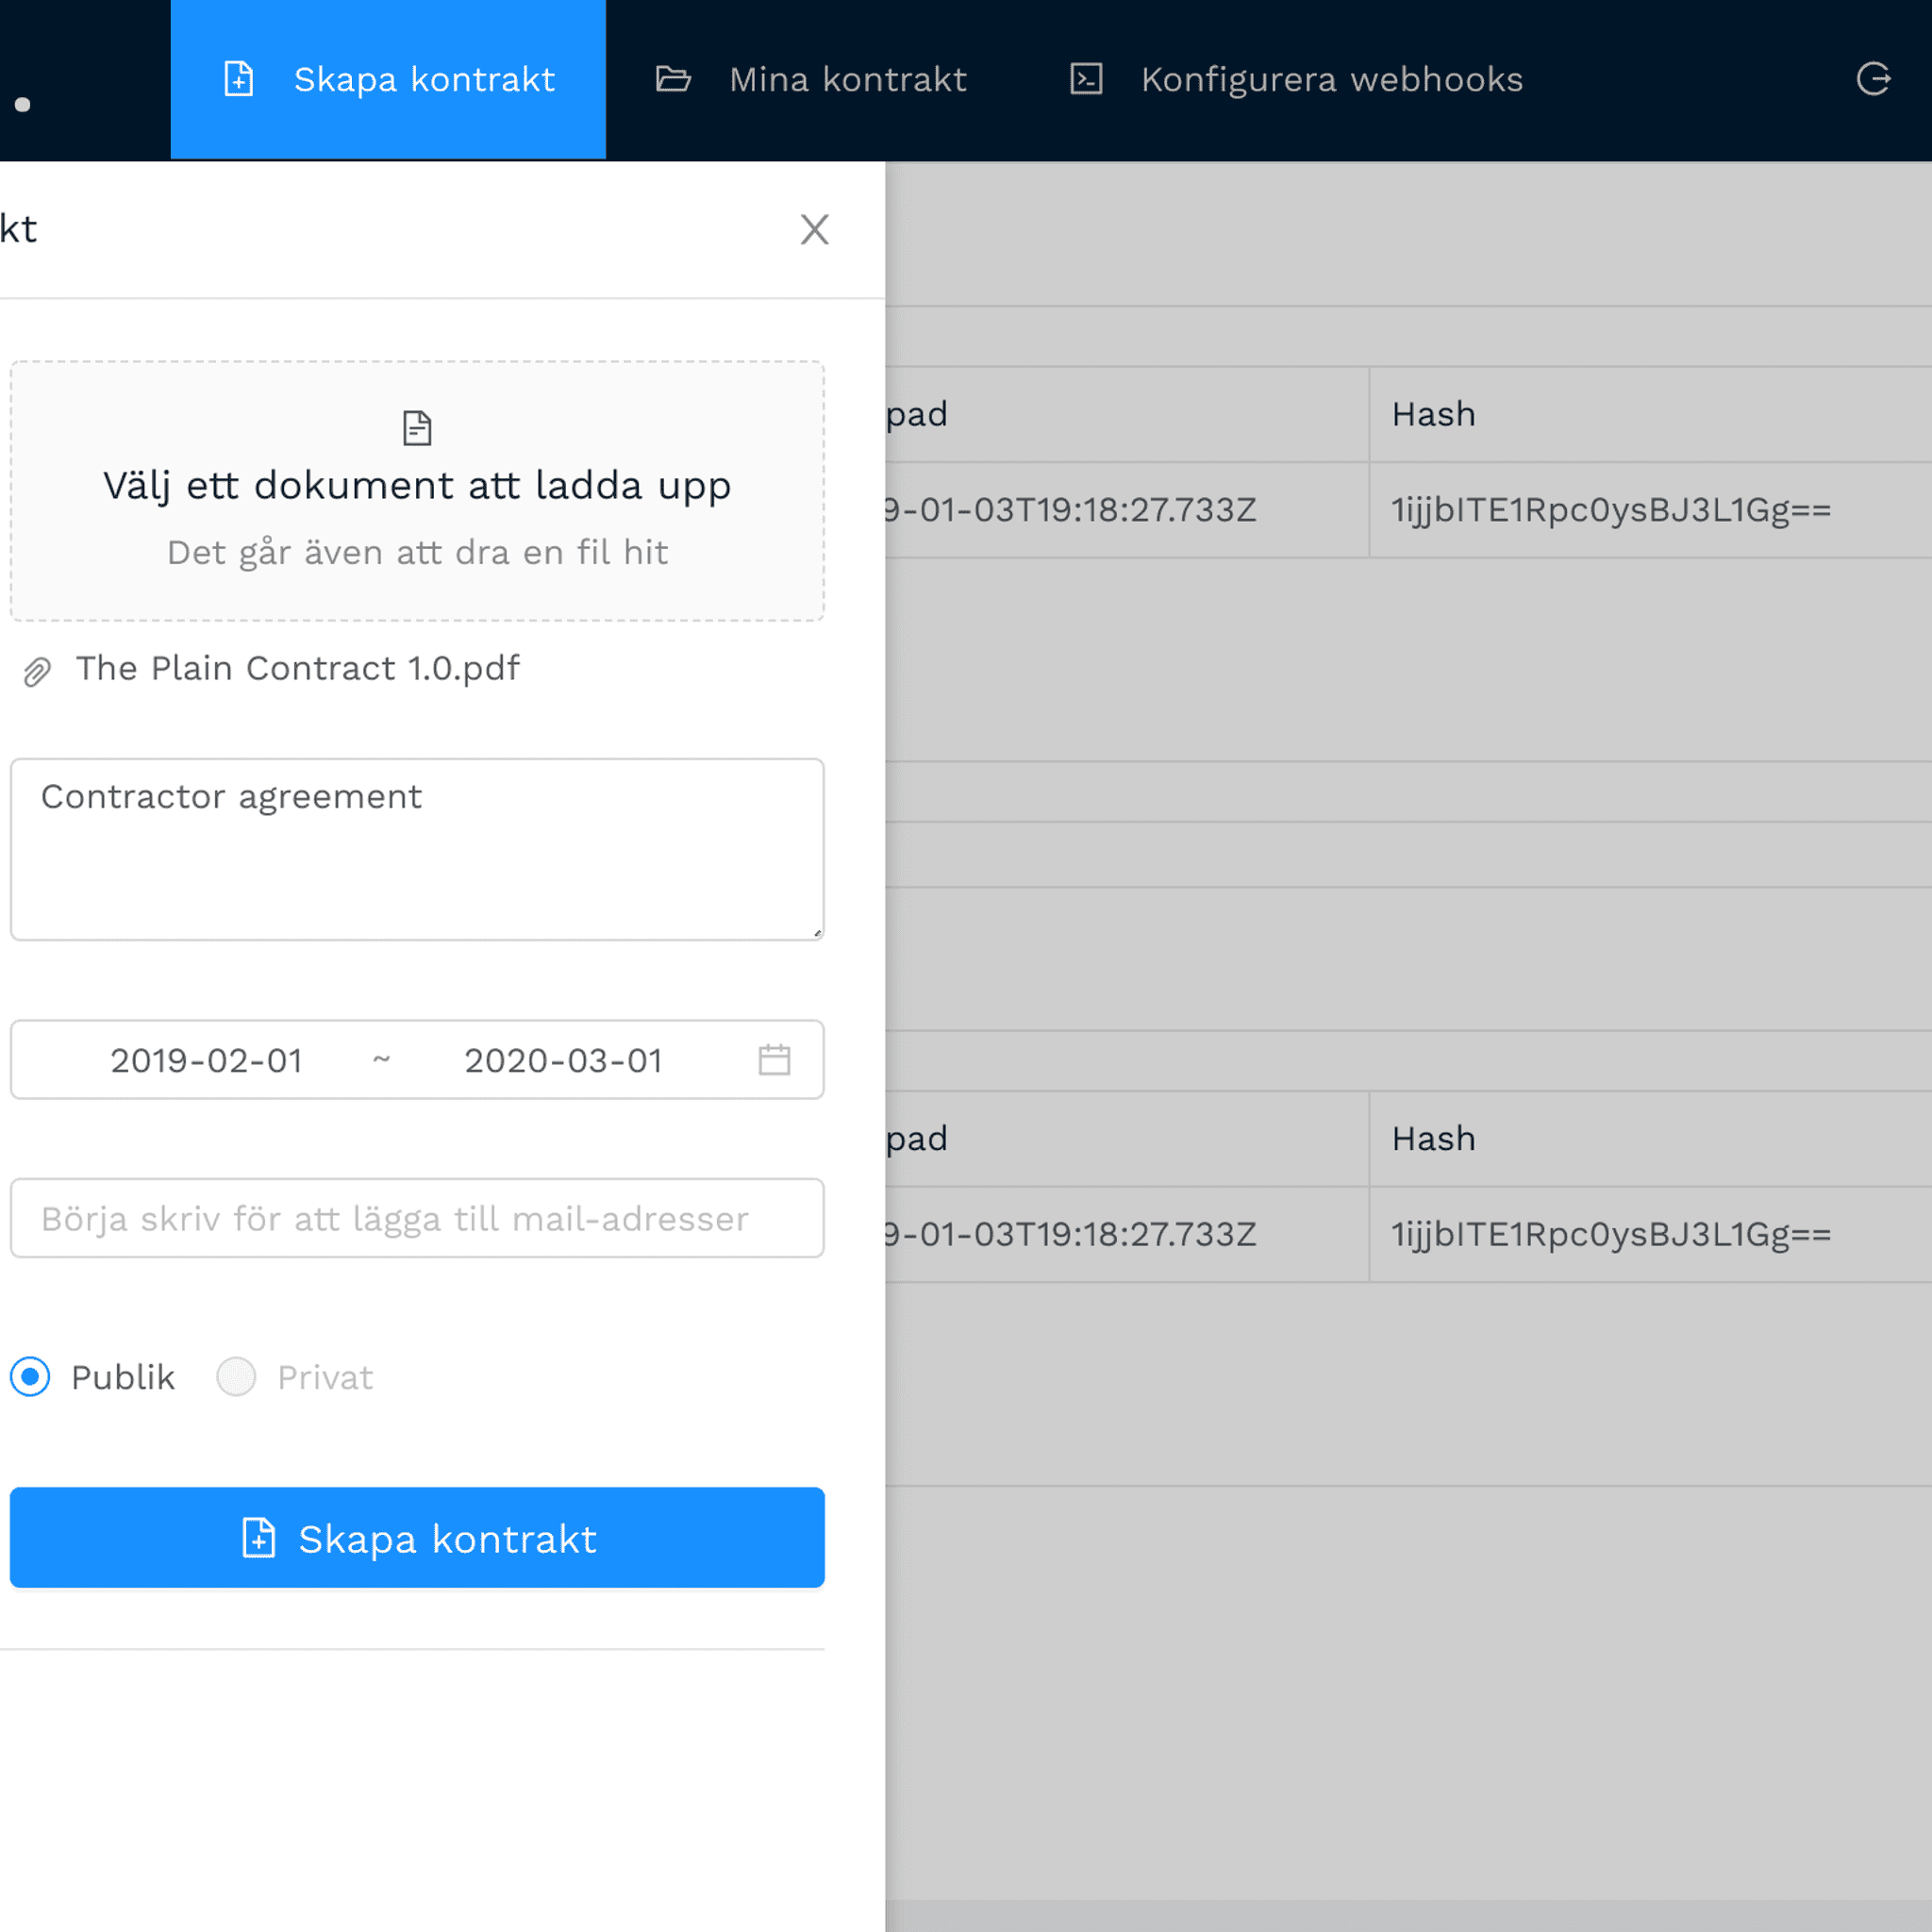 Skapa kontrakt
Mina kontrakt
Konfigurera webhooks
kt
Välj ett dokument att ladda upp
Det går även att dra en fil hit
The Plain Contract 1.0.pdf
Contractor agreement
2019-02-01 ~ 2020-03-01
Börja skriv för att lägga till mail-adresser
Publik
Privat
Skapa kontrakt
pad
Hash
9-01-03T19:18:27.733Z
1ijjbITE1Rpc0ysBJ3L1Gg==
pad
Hash
9-01-03T19:18:27.733Z
1ijjbITE1Rpc0ysBJ3L1Gg==